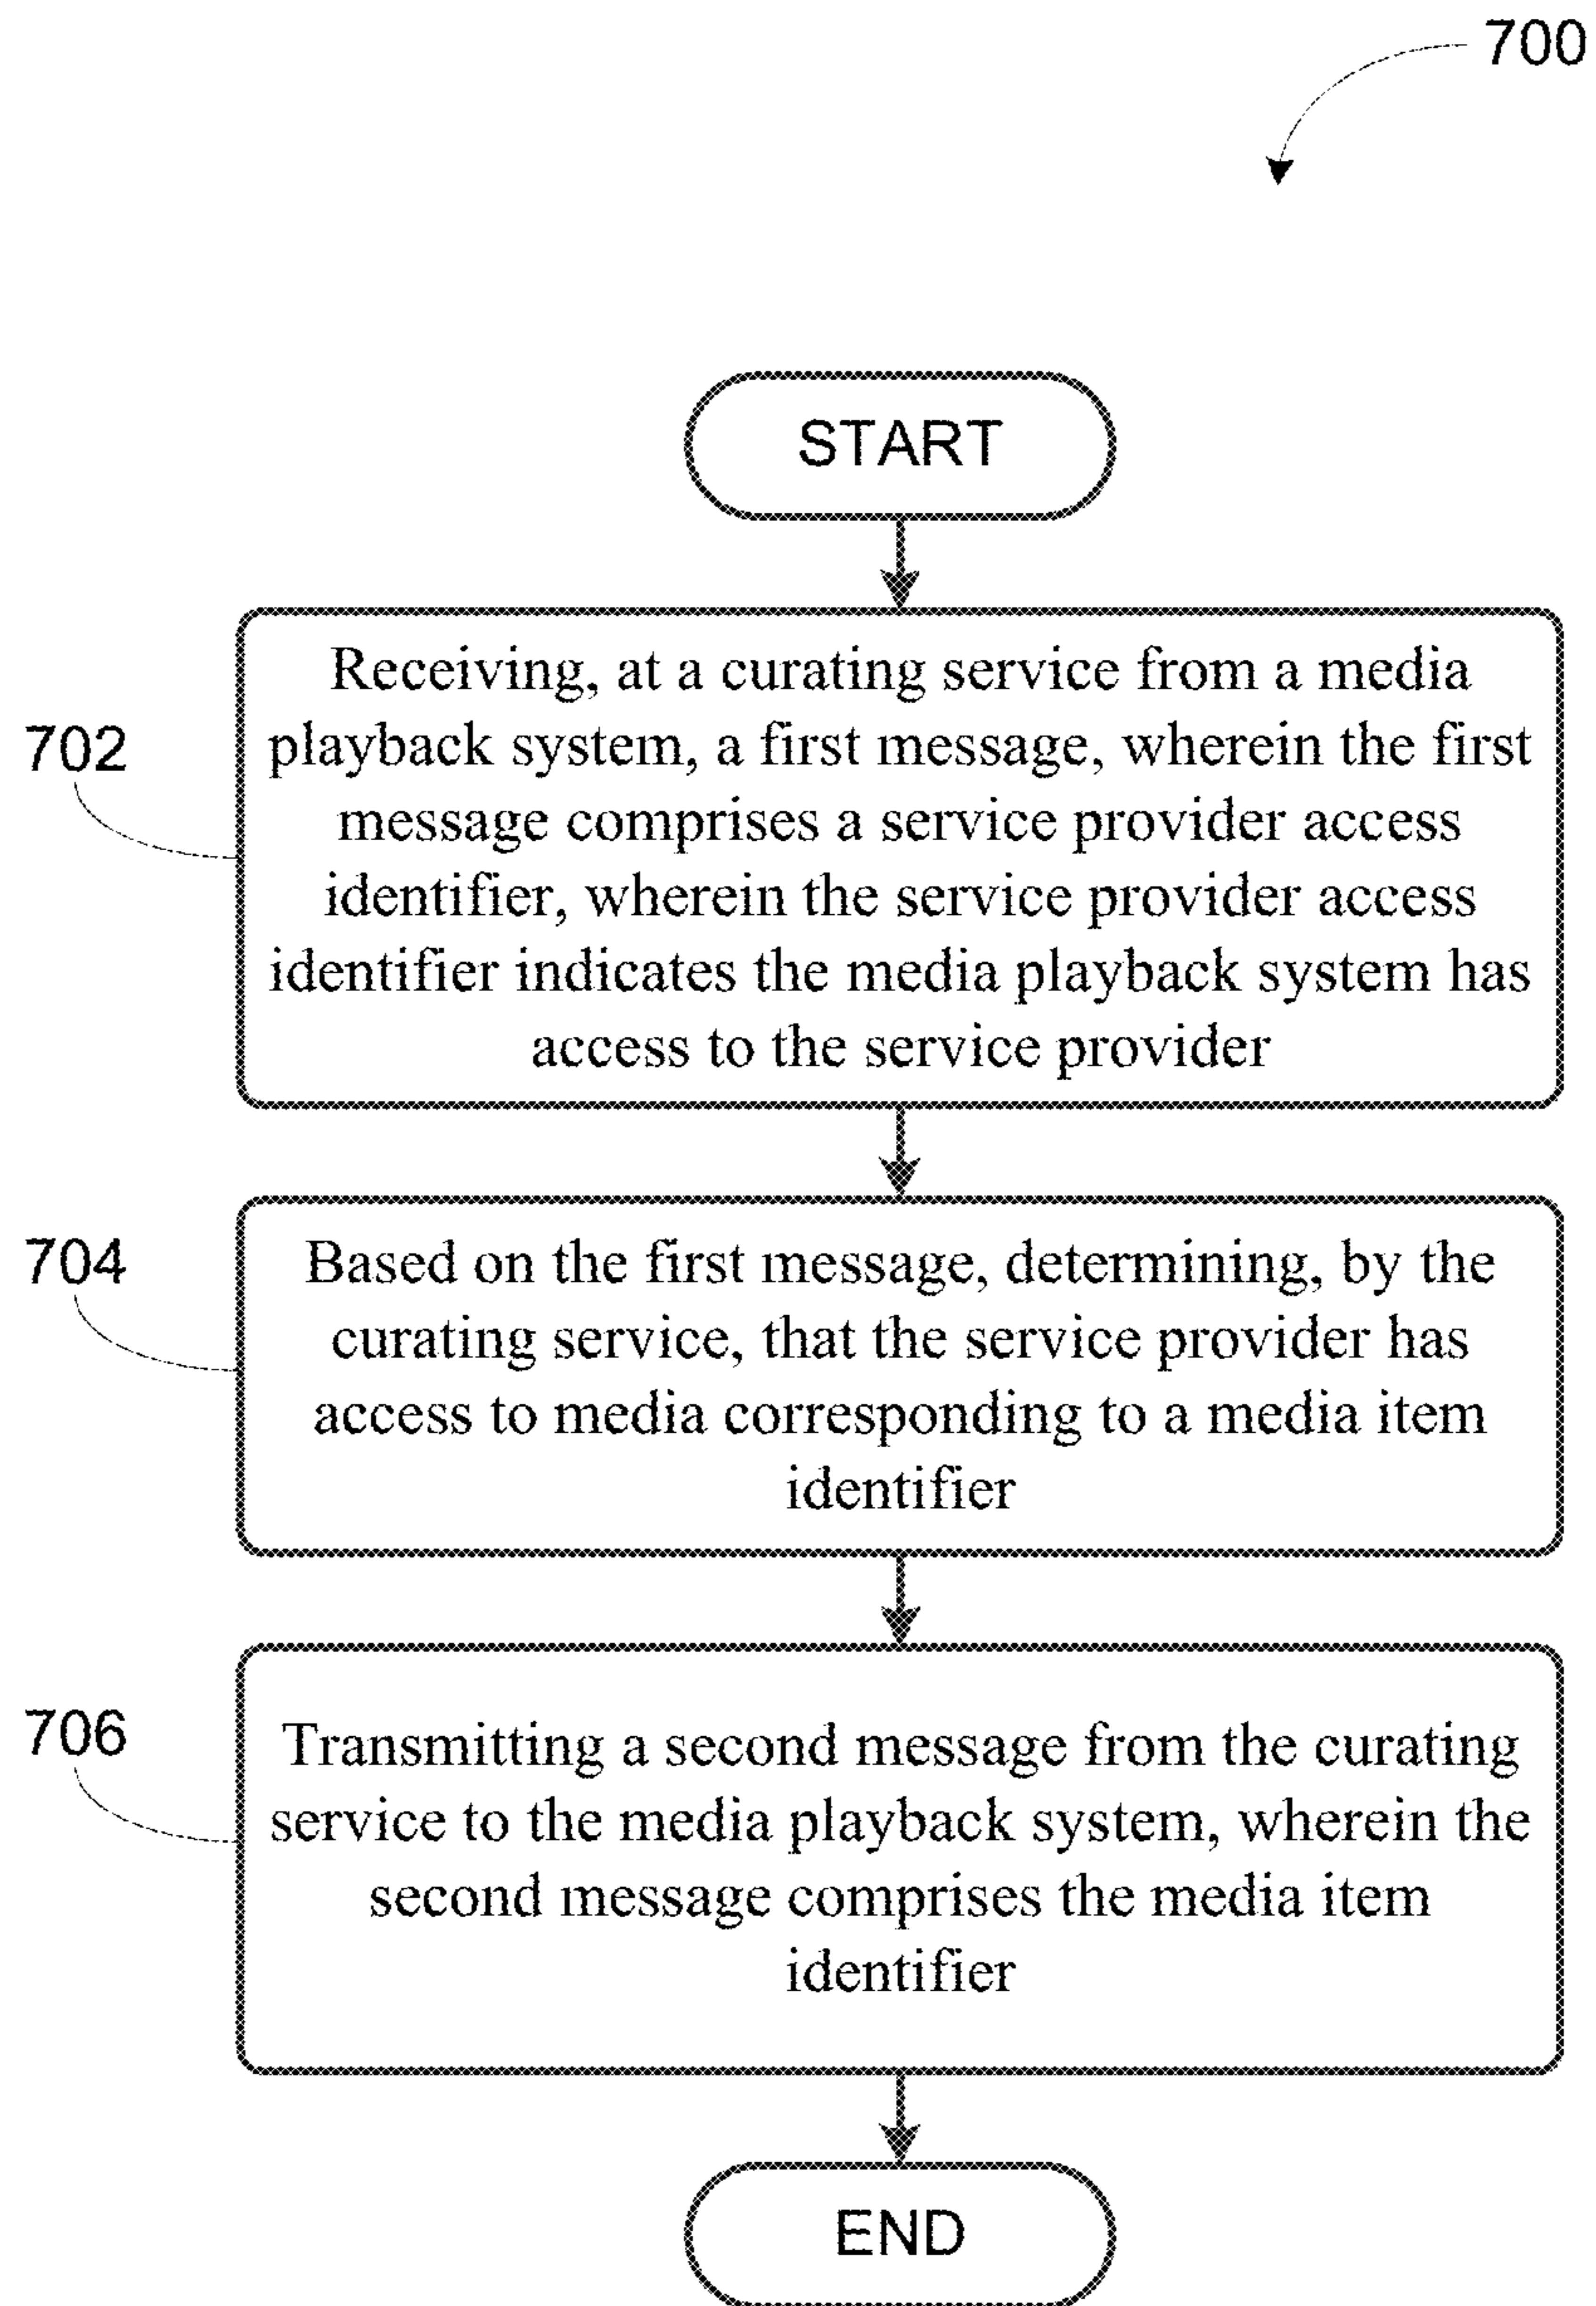 700
START
702
Receiving, at a curating service from a media
playback system, a first message, wherein the first
message comprises a service provider access
identifier, wherein the service provider access
identifier indicates the media playback system has
access to the service provider
704
Based on the first message, determining, by the
curating service, that the service provider has
access to media corresponding to a media item
identifier
706
Transmitting a second message from the curating
service to the media playback system, wherein the
second message comprises the media item
identifier
END